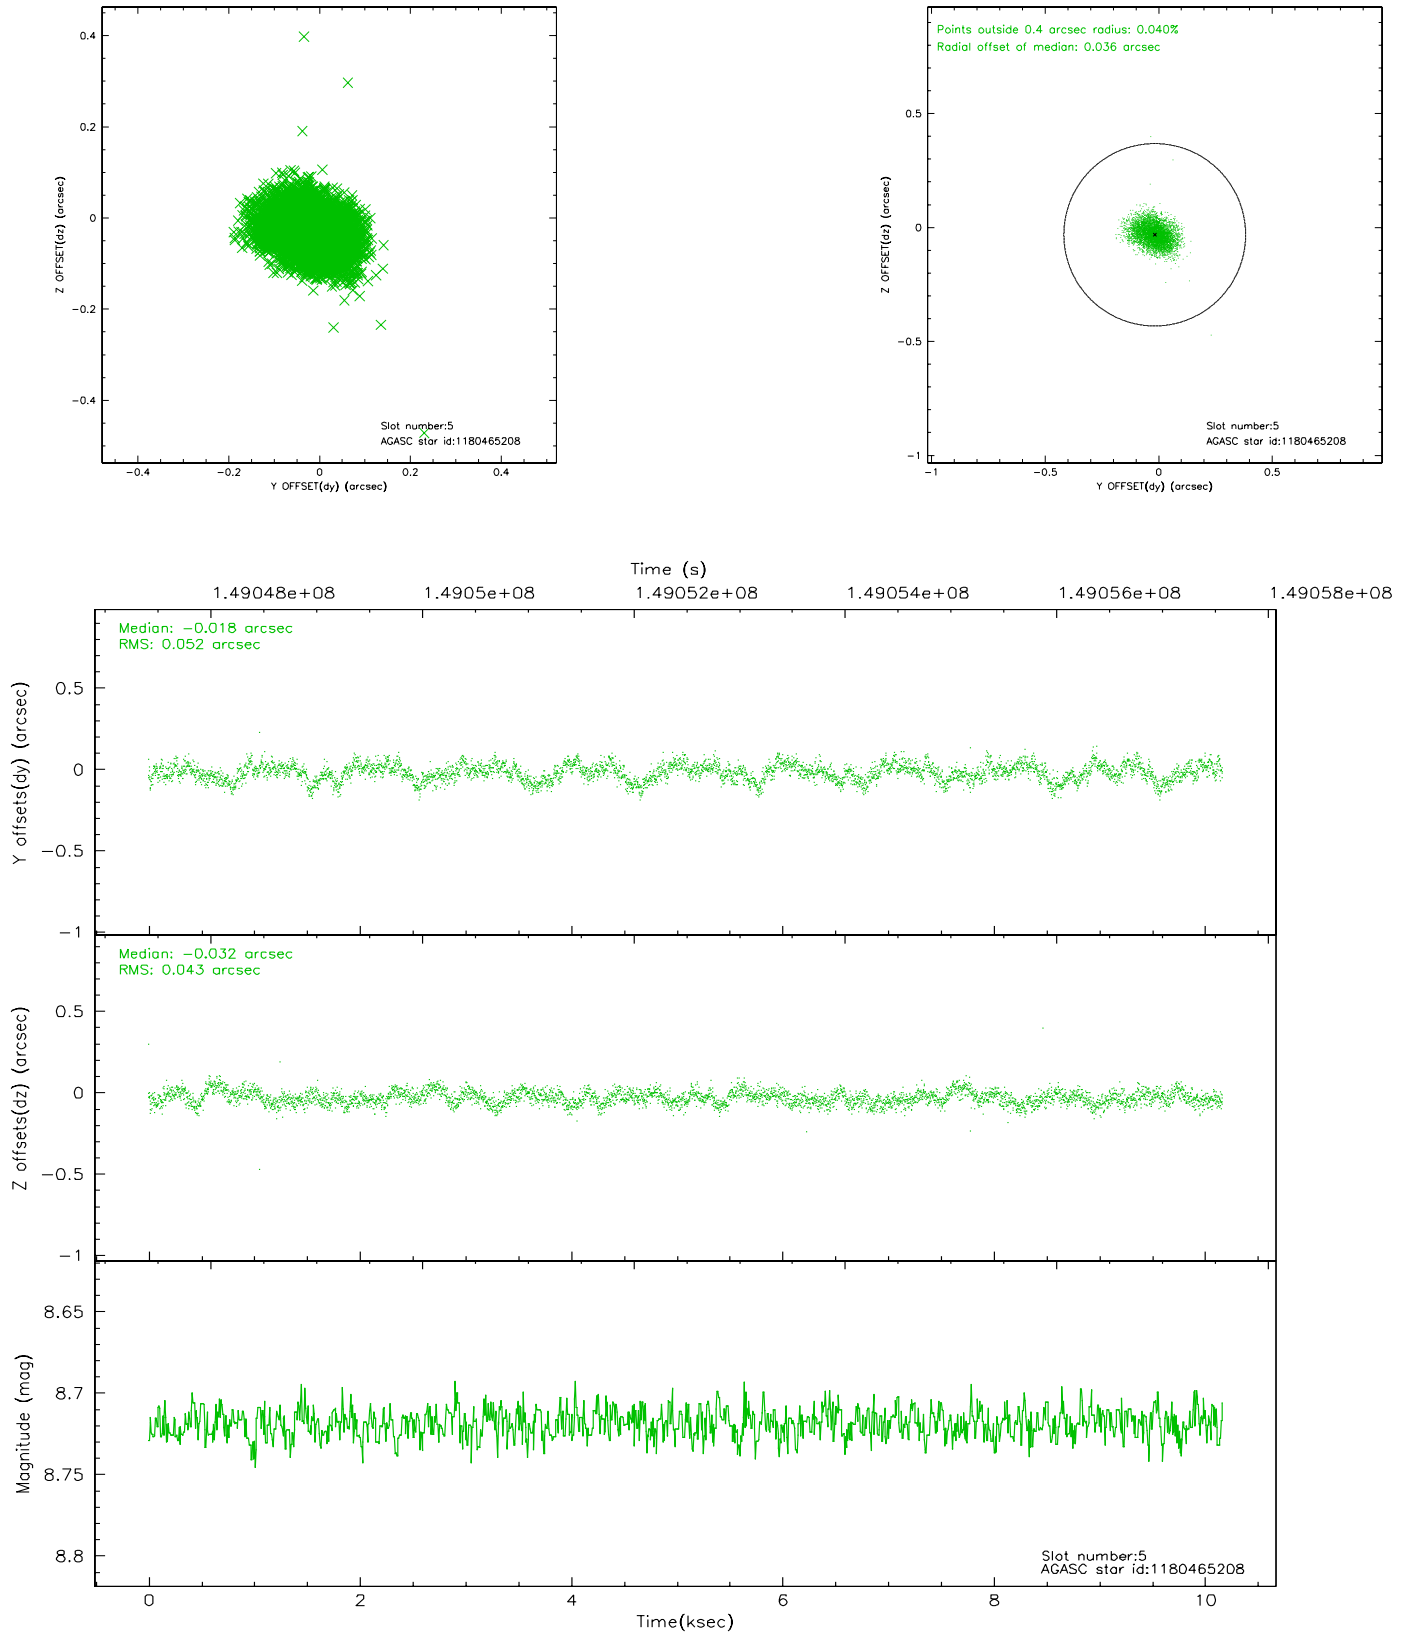 0.4
0.2
0
−0.2
−0.4
Z OFFSET(dz) (arcsec)
−0.4
−0.2
0
0.2
0.4
Y OFFSET(dy) (arcsec)
Slot number:5
AGASC star id:1180465208
Points outside 0.4 arcsec radius: 0.040%
Radial offset of median: 0.036 arcsec
0.5
0
−0.5
−1
Z OFFSET(dz) (arcsec)
−1
−0.5
0
0.5
Y OFFSET(dy) (arcsec)
Slot number:5
AGASC star id:1180465208
Time (s)
1.49048e+08
1.4905e+08
1.49052e+08
1.49054e+08
1.49056e+08
1.49058e+08
Median: −0.018 arcsec
RMS: 0.052 arcsec
0.5
0
−0.5
−1
Y offsets(dy) (arcsec)
Median: −0.032 arcsec
RMS: 0.043 arcsec
0.5
0
−0.5
−1
Z offsets(dz) (arcsec)
8.65
8.7
8.75
8.8
Magnitude (mag)
Slot number:5
AGASC star id:1180465208
0
2
4
6
8
10
Time(ksec)